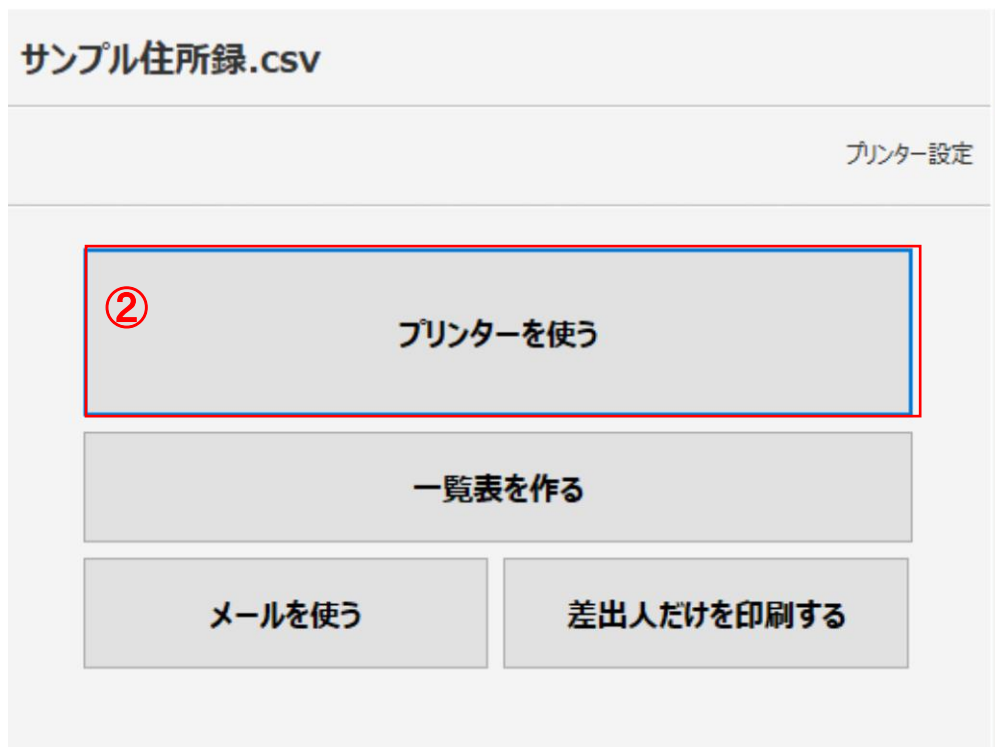 サンプル住所録.csv
プリンター設定
②
プリンターを使う
一覧表を作る
メールを使う
差出人だけを印刷する